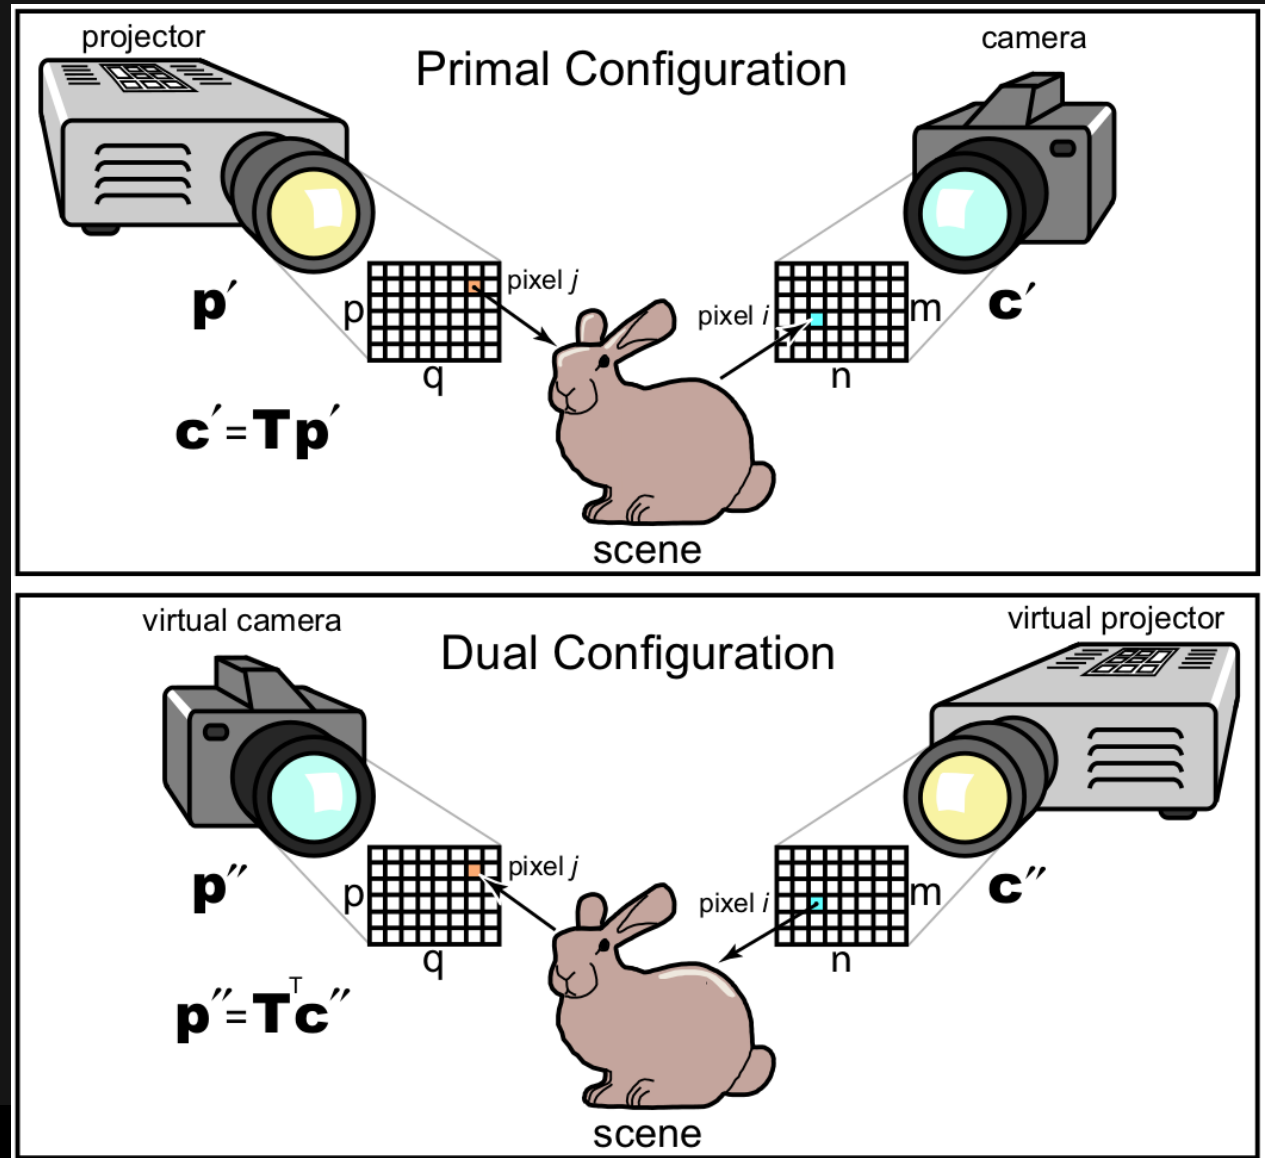 projector
Primal Configuration
camera
p′
p
q
pixel j
pixel i
m
n
c′
c′=Tp′
scene
virtual camera
Dual Configuration
virtual projector
p″
p
q
pixel j
pixel i
m
n
c″
p″=Tᵀc″
scene